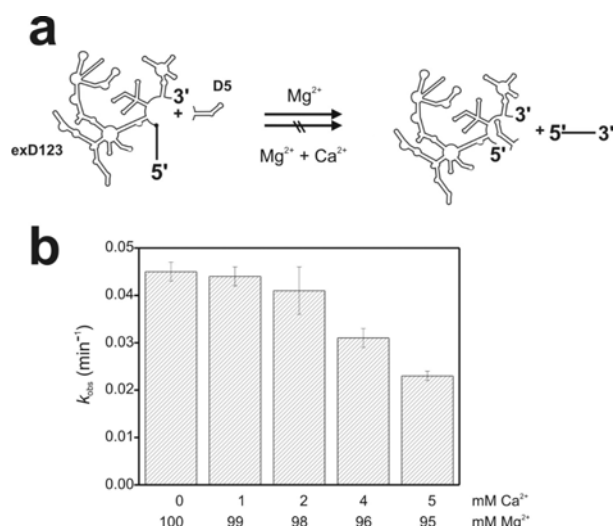 a
3'
+
D5
exD123
5'
Mg²⁺
Mg²⁺ + Ca²⁺
3'
5'
+ 5' 3'
b
0.05
0.04
0.03
0.02
0.01
0.00
k_obs (min⁻¹)
0 1 2 4 5 mM Ca²⁺
100 99 98 96 95 mM Mg²⁺